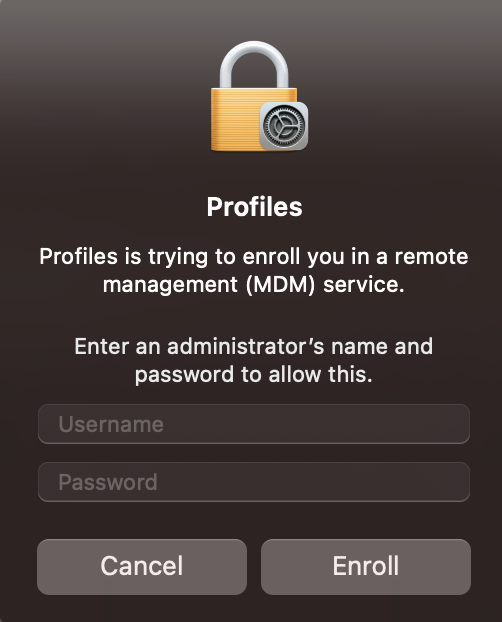 Profiles
Profiles is trying to enroll you in a remote
management (MDM) service.
Enter an administrator’s name and
password to allow this.
Username
Password
Cancel
Enroll